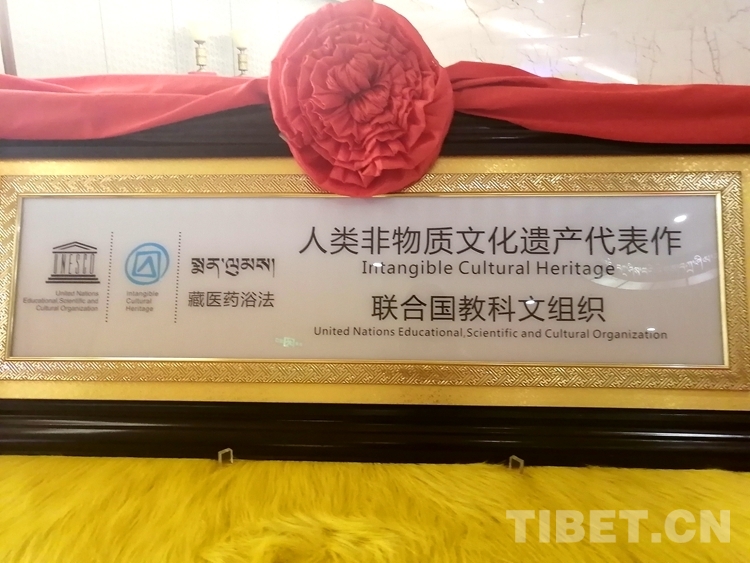 UNESCO
United Nations
Educational, Scientific and
Cultural Organization
Intangible
Cultural
Heritage
སྨན་ལུམས།
藏医药浴法
人类非物质文化遗产代表作
Intangible Cultural Heritage
联合国教科文组织
United Nations Educational,Scientific and Cultural Organization
TIBET.CN